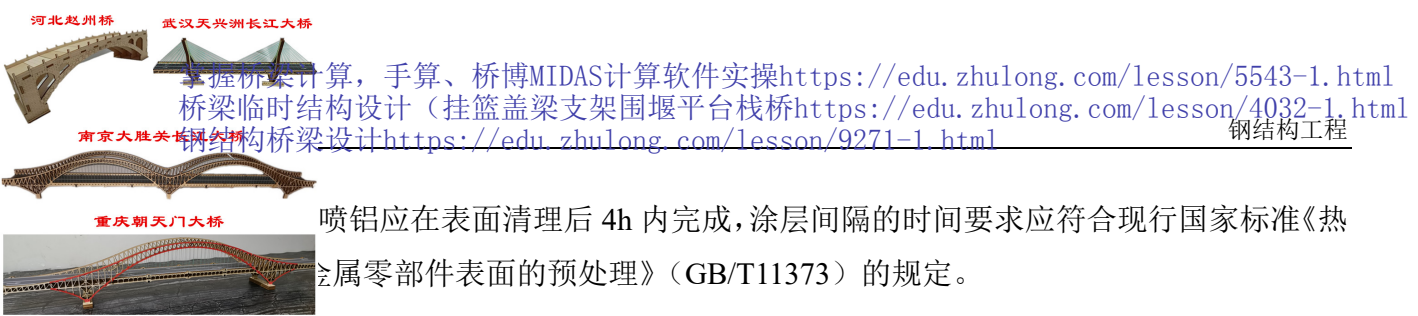 河北赵州桥
武汉天兴洲长江大桥
掌握桥梁计算，手算、桥博MIDAS计算软件实操https://edu.zhulong.com/lesson/5543-1.html
桥梁临时结构设计（挂篮盖梁支架围堰平台栈桥https://edu.zhulong.com/lesson/4032-1.html
南京大胜关长江大桥
钢结构桥梁设计https://edu.zhulong.com/lesson/9271-1.html
钢结构工程
重庆朝天门大桥
喷铝应在表面清理后 4h 内完成，涂层间隔的时间要求应符合现行国家标准《热
金属零部件表面的预处理》（GB/T11373）的规定。